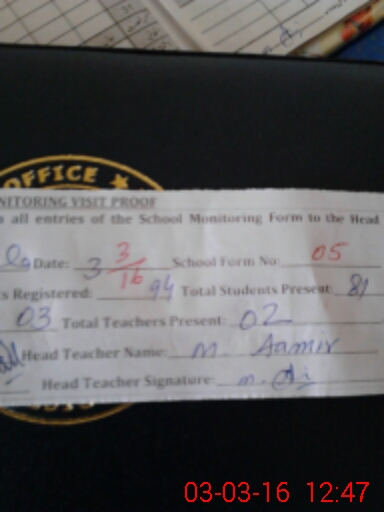 OFFICE ★
NITORING VISIT PROOF
all entries of the School Monitoring Form to the Head
Date: 3 3/16 School Form No: 05
s Registered: 94 Total Students Present: 81
03 Total Teachers Present: 02
Head Teacher Name: M. Aamir
Head Teacher Signature: m.
03-03-16 12:47